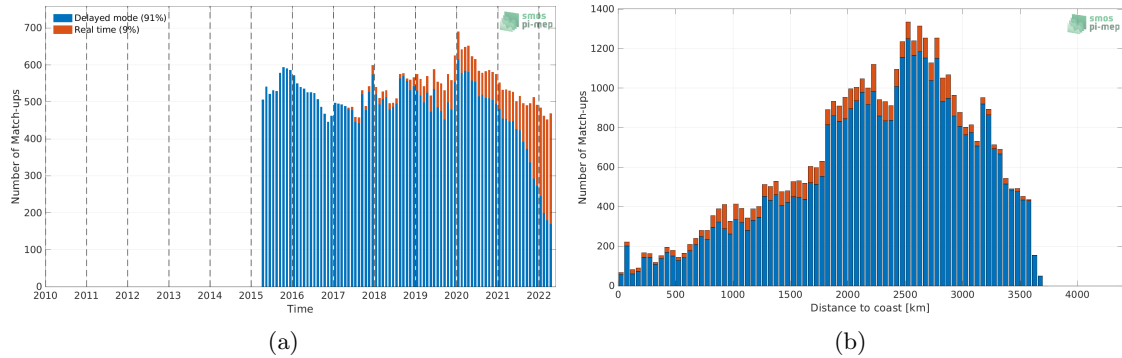 Delayed mode (91%)
Real time (9%)
smos
pi-mep
Number of Match-ups
700
600
500
400
300
200
100
0
2010 2011 2012 2013 2014 2015 2016 2017 2018 2019 2020 2021 2022
Time
(a)
smos
pi-mep
Number of Match-ups
1400
1200
1000
800
600
400
200
0
0 500 1000 1500 2000 2500 3000 3500 4000
Distance to coast [km]
(b)